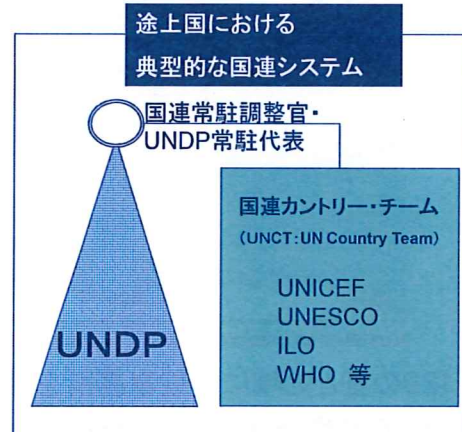 途上国における
典型的な国連システム
国連常駐調整官・
UNDP常駐代表
UNDP
国連カントリー・チーム
(UNCT:UN Country Team)
UNICEF
UNESCO
ILO
WHO 等